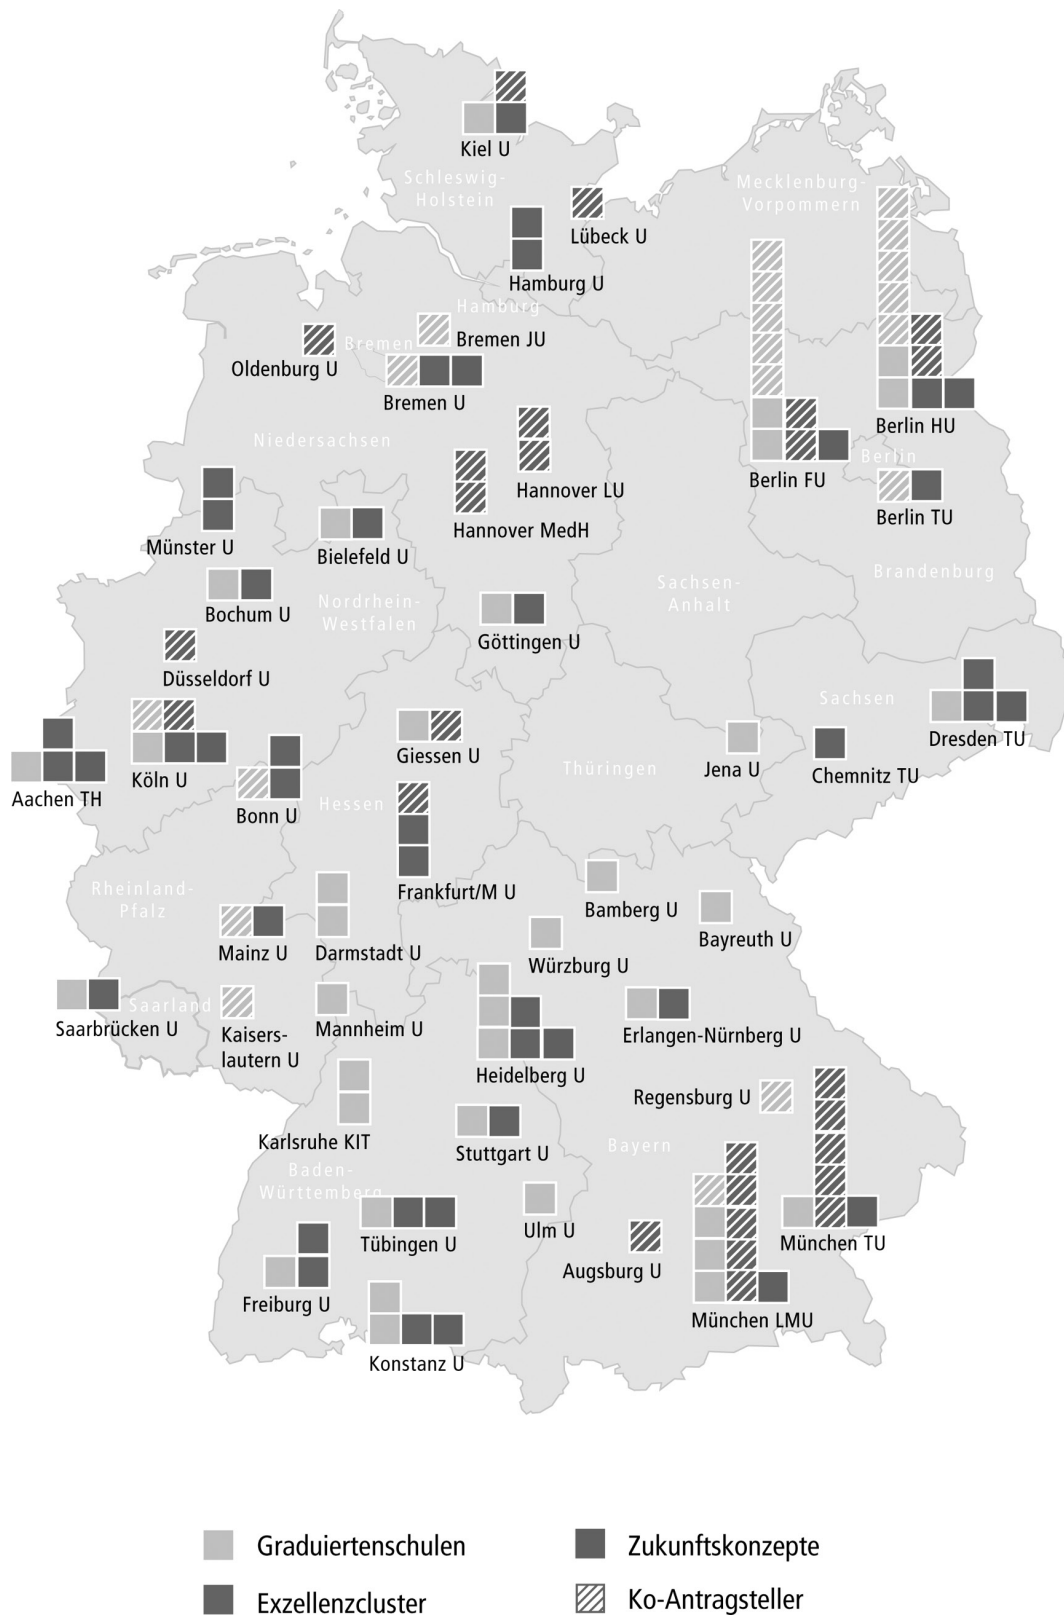 Kiel U
Schleswig-
Holstein
Mecklenburg-
Vorpommern
Lübeck U
Hamburg U
Hamburg
Bremen JU
Bremen
Oldenburg U
Bremen U
Berlin HU
Niedersachsen
Berlin
Berlin FU
Hannover LU
Berlin TU
Hannover MedH
Münster U
Bielefeld U
Brandenburg
Sachsen-
Anhalt
Bochum U
Nordrhein-
Westfalen
Göttingen U
Düsseldorf U
Sachsen
Dresden TU
Giessen U
Thüringen
Jena U
Chemnitz TU
Köln U
Aachen TH
Bonn U
Hessen
Rheinland-
Pfalz
Frankfurt/M U
Bamberg U
Bayreuth U
Mainz U
Darmstadt U
Würzburg U
Saarland
Saarbrücken U
Kaisers-
lautern U
Mannheim U
Erlangen-Nürnberg U
Heidelberg U
Regensburg U
Karlsruhe KIT
Stuttgart U
Bayern
Baden-
Württemberg
Tübingen U
Ulm U
München TU
Augsburg U
Freiburg U
München LMU
Konstanz U
Graduiertenschulen
Zukunftskonzepte
Exzellenzcluster
Ko-Antragsteller